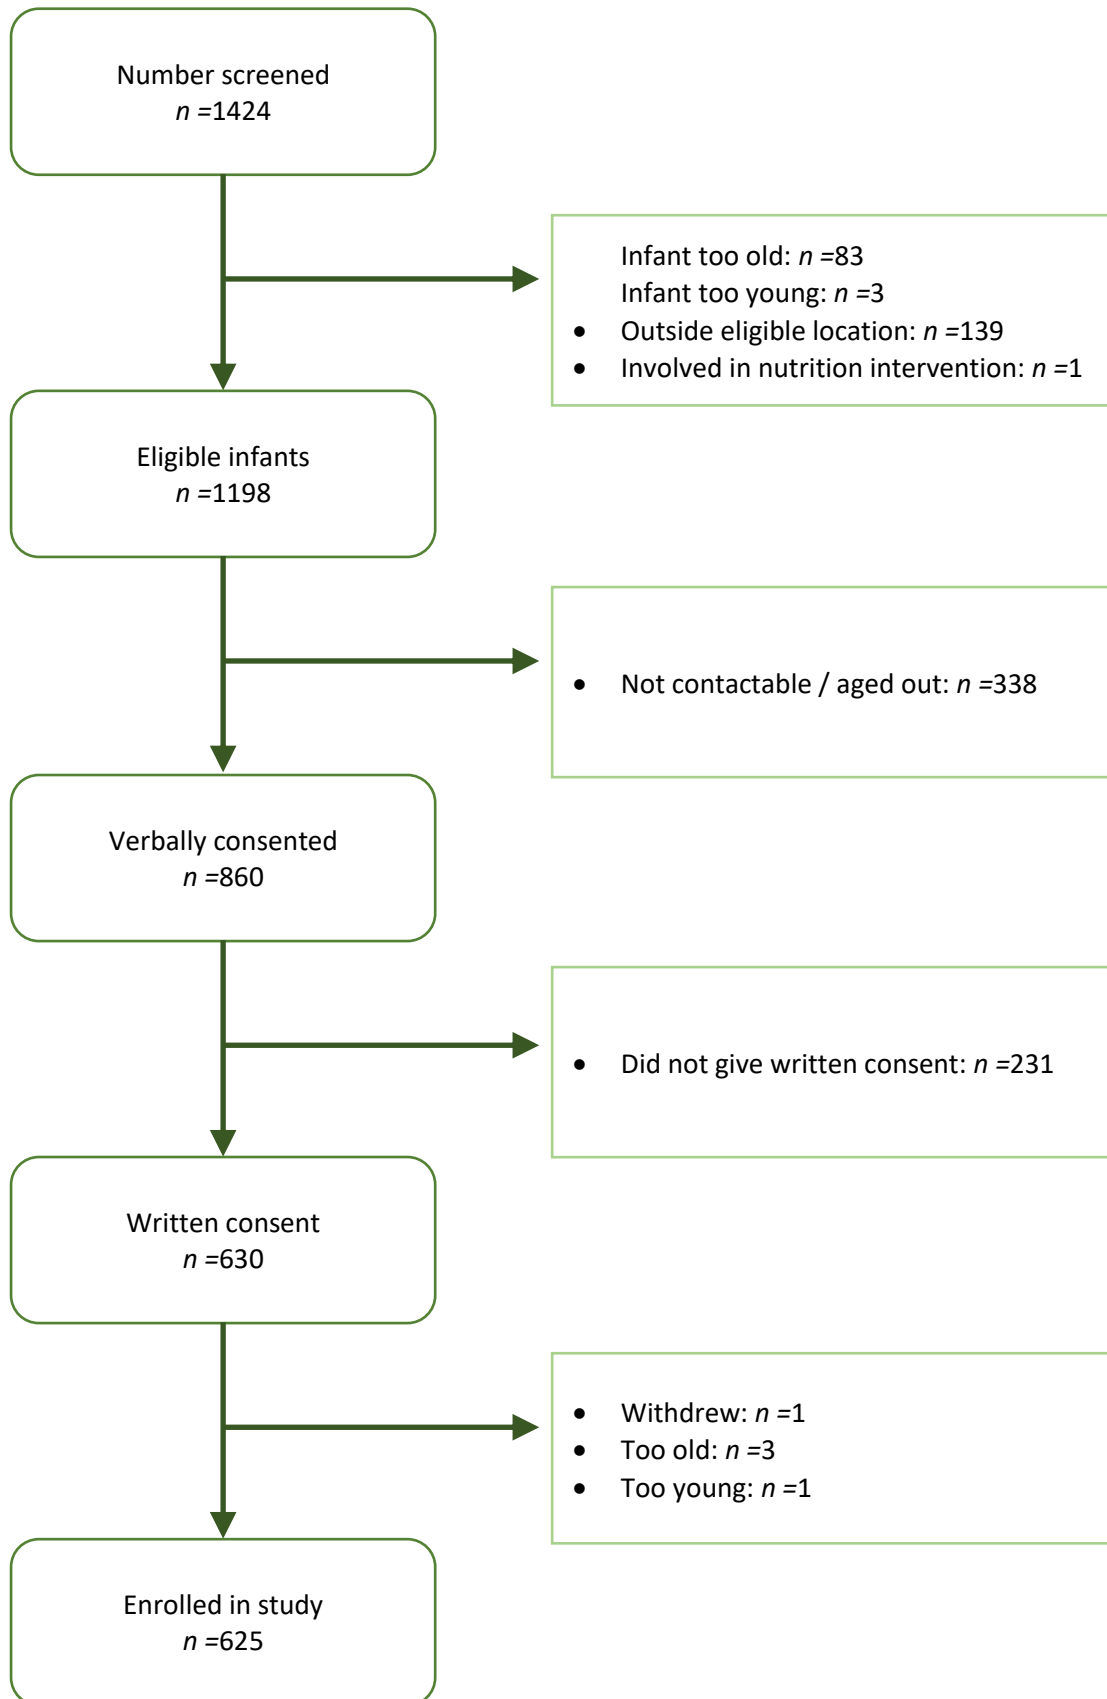 Number screened
n =1424
Infant too old: n =83
Infant too young: n =3
• Outside eligible location: n =139
• Involved in nutrition intervention: n =1
Eligible infants
n =1198
• Not contactable / aged out: n =338
Verbally consented
n =860
• Did not give written consent: n =231
Written consent
n =630
• Withdrew: n =1
• Too old: n =3
• Too young: n =1
Enrolled in study
n =625